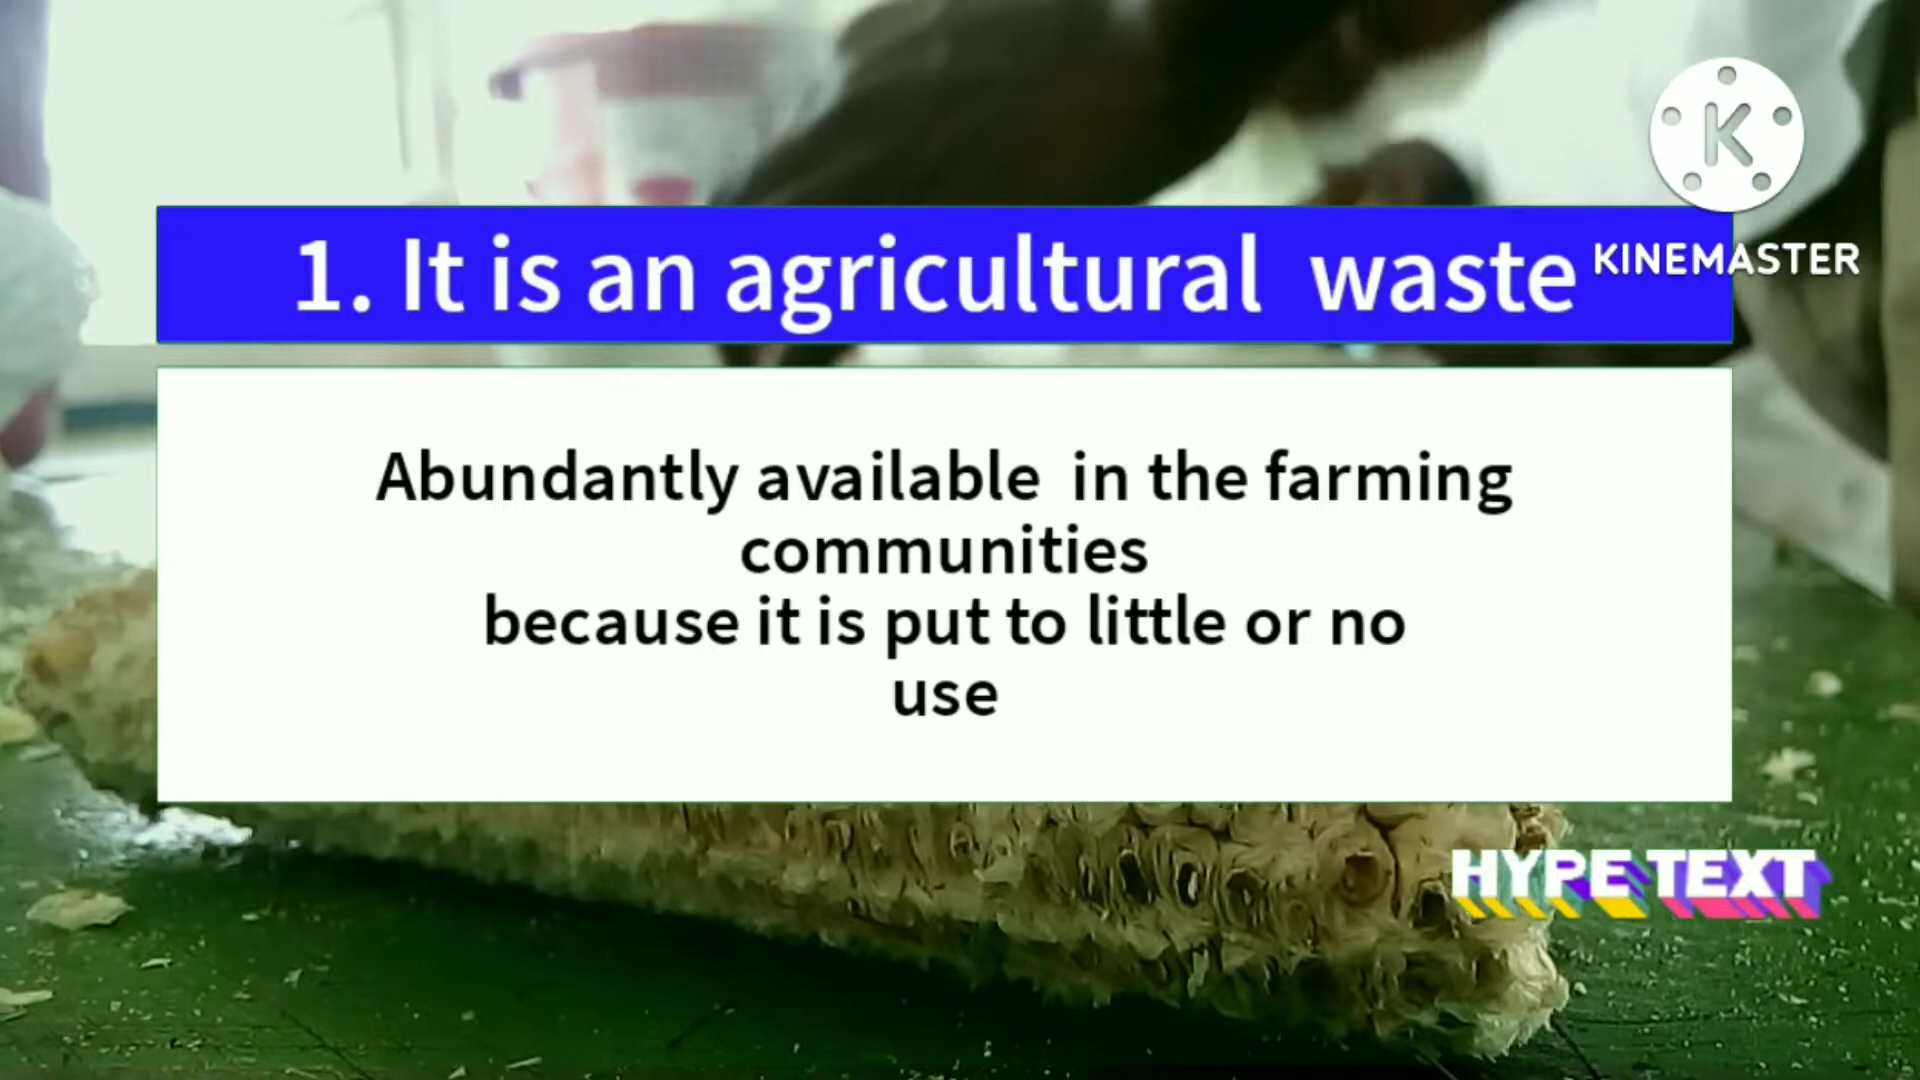 K
KINEMASTER
1. It is an agricultural  waste
Abundantly available  in the farming
communities
because it is put to little or no
use
HYPE TEXT